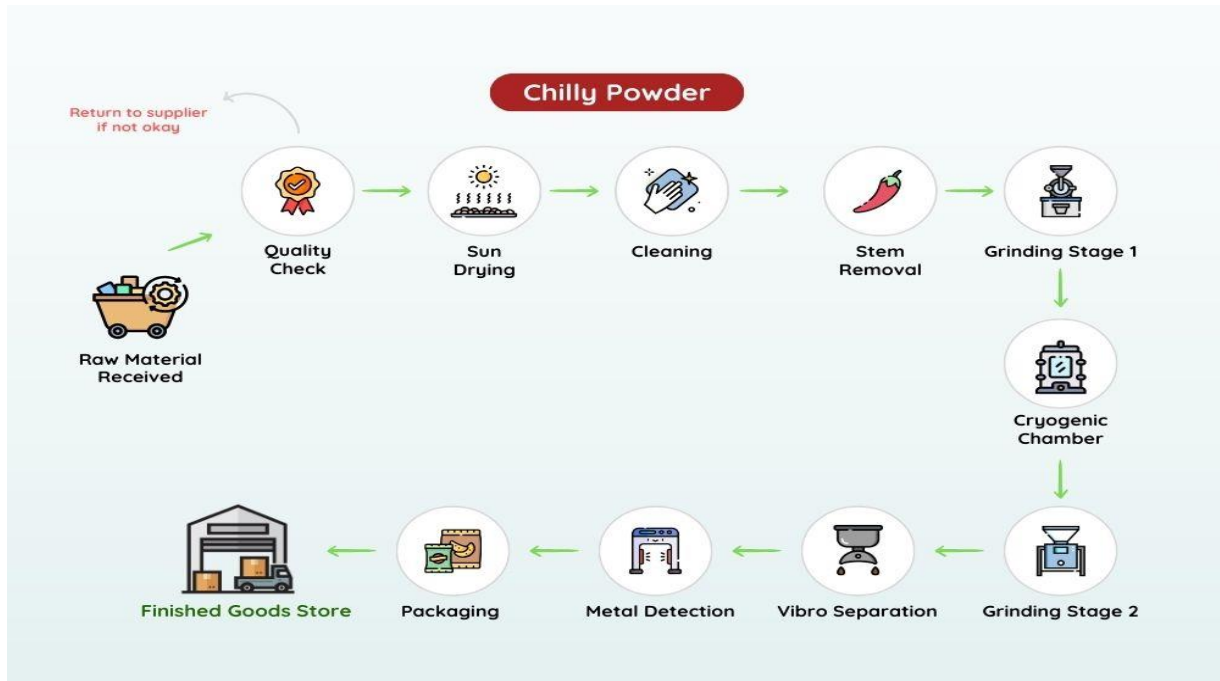 Chilly Powder
Return to supplier
if not okay
Quality
Check
Sun
Drying
Cleaning
Stem
Removal
Grinding Stage 1
Raw Material
Received
Cryogenic
Chamber
Finished Goods Store
Packaging
Metal Detection
Vibro Separation
Grinding Stage 2